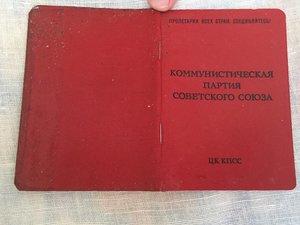 ПРОЛЕТАРИИ ВСЕХ СТРАН, СОЕДИНЯЙТЕСЬ!
КОММУНИСТИЧЕСКАЯ
ПАРТИЯ
СОВЕТСКОГО СОЮЗА
ЦК КПСС